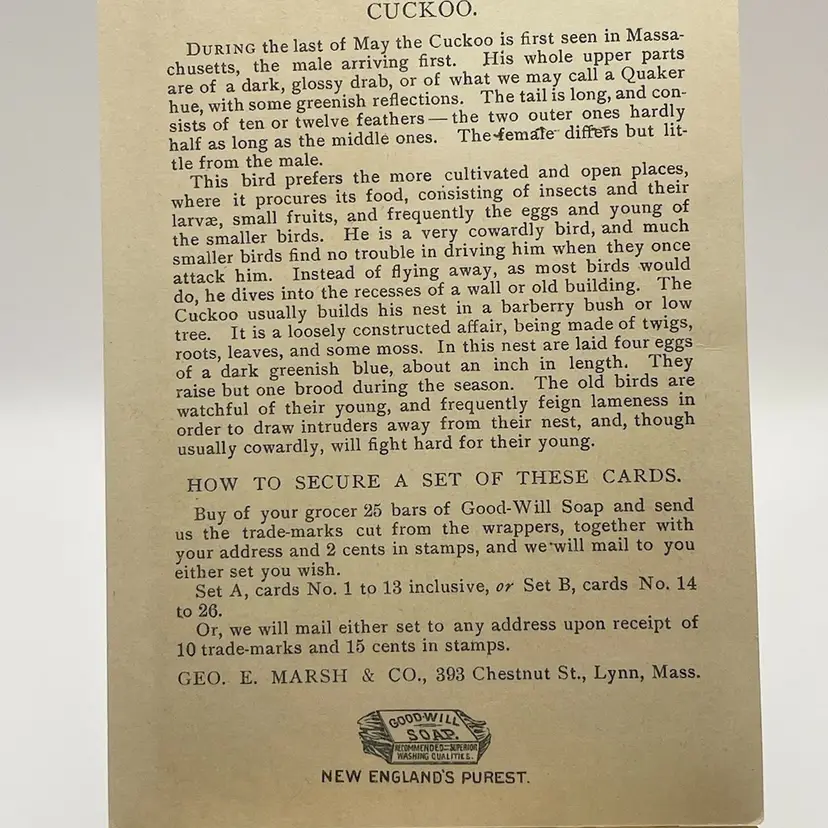 CUCKOO.
DURING the last of May the Cuckoo is first seen in Massa-
chusetts, the male arriving first. His whole upper parts
are of a dark, glossy drab, or of what we may call a Quaker
hue, with some greenish reflections. The tail is long, and con-
sists of ten or twelve feathers—the two outer ones hardly
half as long as the middle ones. The female differs but lit-
tle from the male.
This bird prefers the more cultivated and open places,
where it procures its food, consisting of insects and their
larvæ, small fruits, and frequently the eggs and young of
the smaller birds. He is a very cowardly bird, and much
smaller birds find no trouble in driving him when they once
attack him. Instead of flying away, as most birds would
do, he dives into the recesses of a wall or old building. The
Cuckoo usually builds his nest in a barberry bush or low
tree. It is a loosely constructed affair, being made of twigs,
roots, leaves, and some moss. In this nest are laid four eggs
of a dark greenish blue, about an inch in length. They
raise but one brood during the season. The old birds are
watchful of their young, and frequently feign lameness in
order to draw intruders away from their nest, and, though
usually cowardly, will fight hard for their young.
HOW TO SECURE A SET OF THESE CARDS.
Buy of your grocer 25 bars of Good-Will Soap and send
us the trade-marks cut from the wrappers, together with
your address and 2 cents in stamps, and we will mail to you
either set you wish.
Set A, cards No. 1 to 13 inclusive, or Set B, cards No. 14
to 26.
Or, we will mail either set to any address upon receipt of
10 trade-marks and 15 cents in stamps.
GEO. E. MARSH & CO., 393 Chestnut St., Lynn, Mass.
GOOD-WILL
SOAP.
RECOMMENDED=SUPERIOR
WASHING QUALITIES.
NEW ENGLAND'S PUREST.